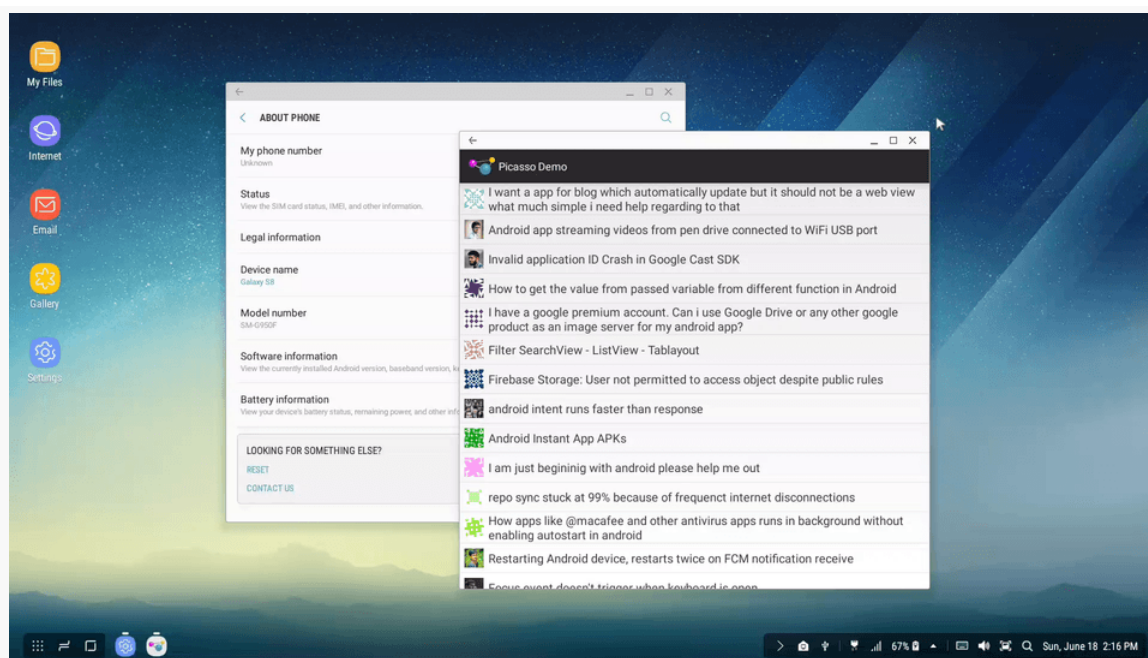 My Files
Internet
Email
Gallery
Settings
ABOUT PHONE
My phone number
Unknown
Status
View the SIM card status, IMEI, and other information.
Legal information
Device name
Galaxy S8
Model number
SM-G950F
Software information
View the currently installed Android version, baseband version,
Battery information
View your device's battery status, remaining power, and other
LOOKING FOR SOMETHING ELSE?
RESET
CONTACT US
Picasso Demo
I want a app for blog which automatically update but it should not be a web view
what much simple i need help regarding to that
Android app streaming videos from pen drive connected to WiFi USB port
Invalid application ID Crash in Google Cast SDK
How to get the value from passed variable from different function in Android
I have a google premium account. Can i use Google Drive or any other google
product as an image server for my android app?
Filter SearchView - ListView - Tablayout
Firebase Storage: User not permitted to access object despite public rules
android intent runs faster than response
Android Instant App APKs
I am just begininig with android please help me out
repo sync stuck at 99% because of frequenct internet disconnections
How apps like @macafee and other antivirus apps runs in background without
enabling autostart in android
Restarting Android device, restarts twice on FCM notification receive
Focus event doesn't trigger when keyboard is open
67%
Sun, June 18 2:16 PM